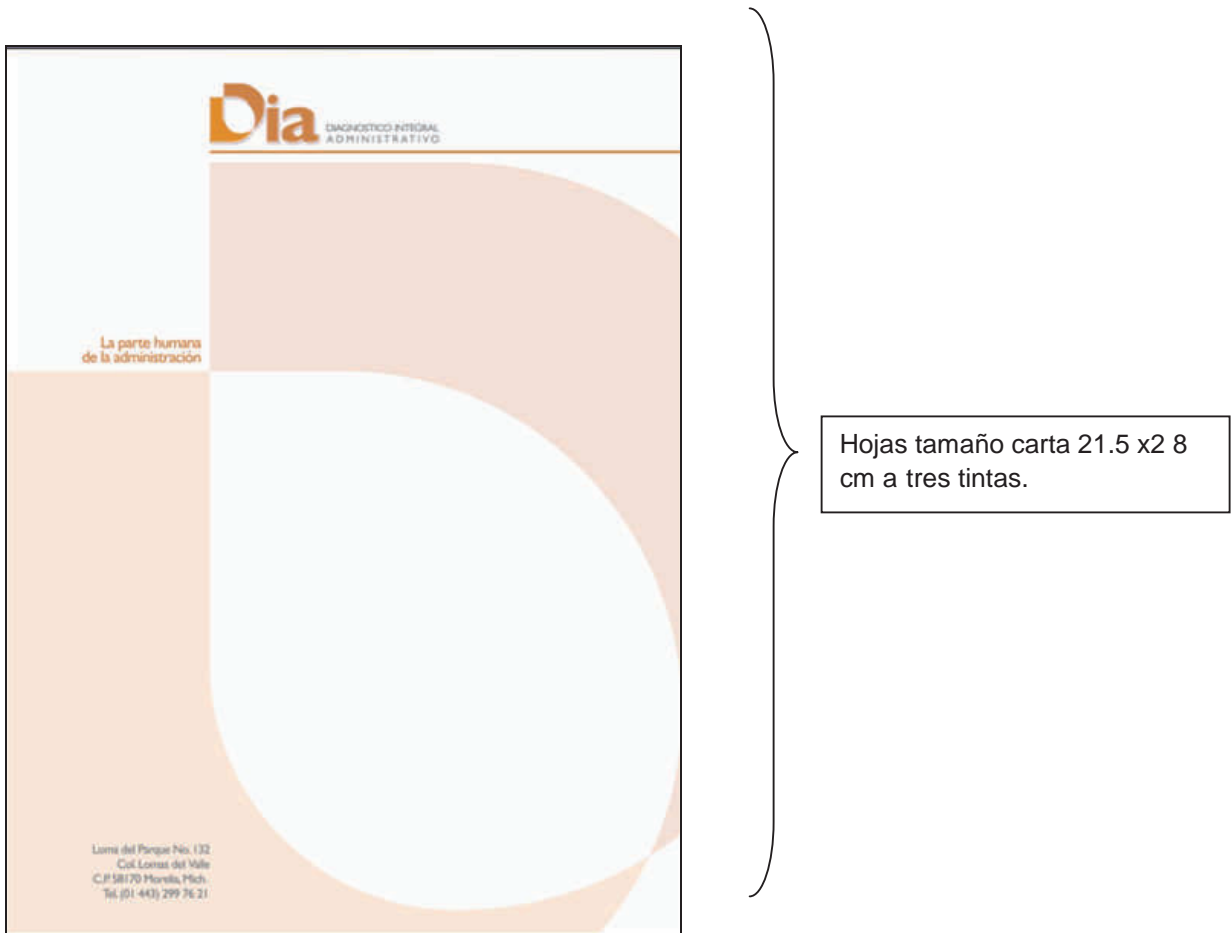 Dia
DIAGNOSTICO INTEGRAL
ADMINISTRATIVO
La parte humana
de la administración
Hojas tamaño carta 21.5 x2 8
cm a tres tintas.
Loma del Parque No. 132
Col. Lomas del Valle
C.P. 58170 Morelia, Mich.
Tel. (01 443) 299 76 21